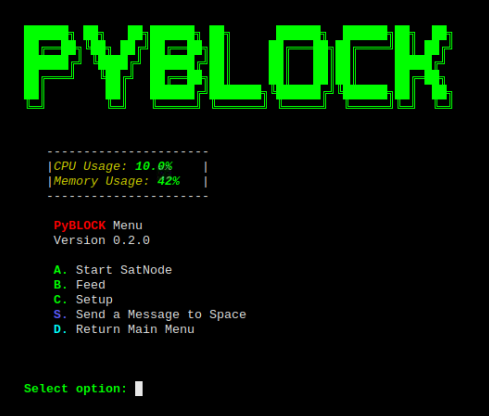 PYBLOCK
----------------------
|CPU Usage: 10.0%    |
|Memory Usage: 42%   |
----------------------
PyBLOCK Menu
Version 0.2.0
A. Start SatNode
B. Feed
C. Setup
S. Send a Message to Space
D. Return Main Menu
Select option: